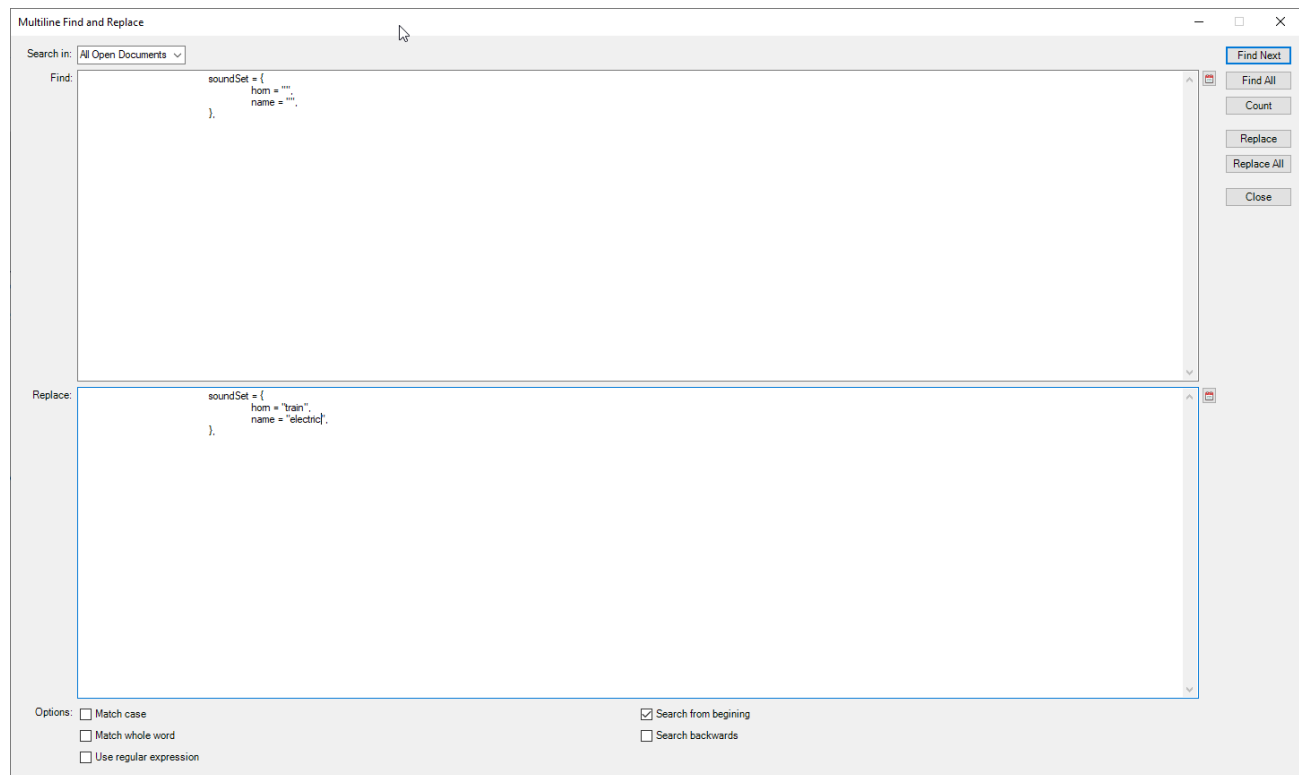 Multiline Find and Replace
Search in: All Open Documents
Find Next
Find:
soundSet = {
horn = "",
name = "",
},
Find All
Count
Replace
Replace All
Close
Replace:
soundSet = {
horn = "train",
name = "electric",
},
Options:
Match case
Search from begining
Match whole word
Search backwards
Use regular expression